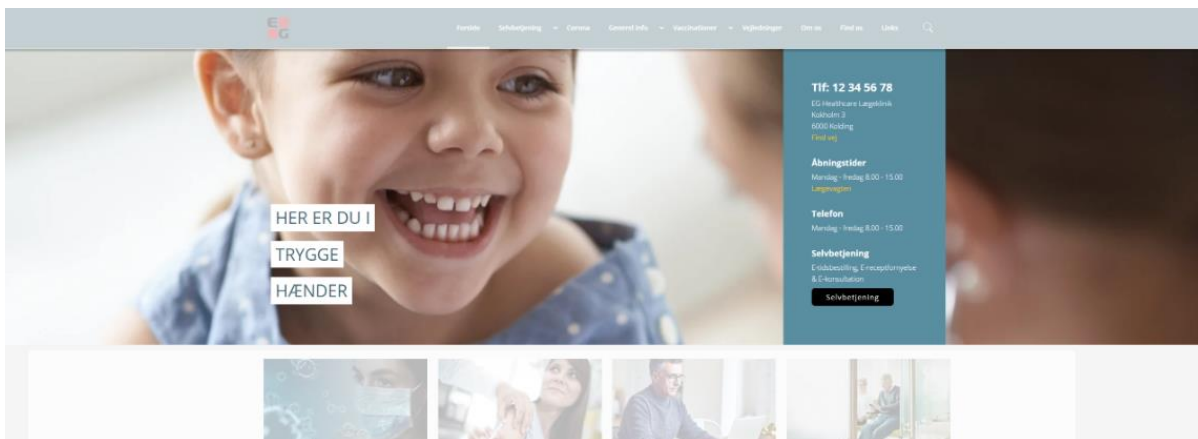 EG
Forside Selvbetjening Corona Generel info Vaccinationer Vejledninger Om os Find os Links
Tlf: 12 34 56 78
EG Healthcare Lægeklinik
Kokholm 3
6000 Kolding
Find vej
Åbningstider
Mandag - fredag 8.00 - 15.00
Lægevagten
Telefon
Mandag - fredag 8.00 - 15.00
Selvbetjening
E-tidsbestilling, E-receptfornyelse
& E-konsultation
Selvbetjening
HER ER DU I
TRYGGE
HÆNDER